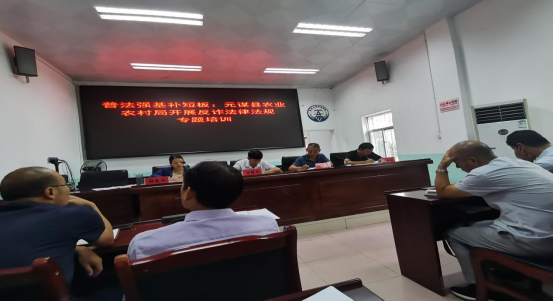 普法强基补短板：元谋县农业
农村局开展反诈法律法规
专题培训